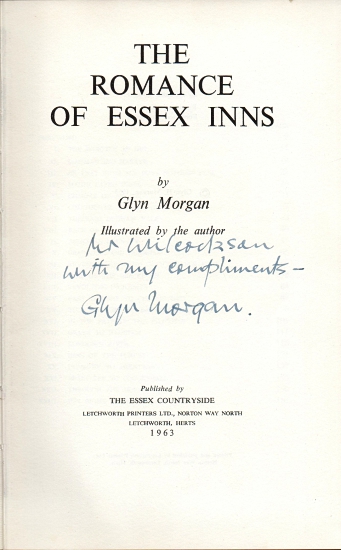 THE
ROMANCE
OF ESSEX INNS
by
Glyn Morgan
Illustrated by the author
Mr Wilcockson
with my compliments –
Glyn Morgan.
Published by
THE ESSEX COUNTRYSIDE
LETCHWORTH PRINTERS LTD., NORTON WAY NORTH
LETCHWORTH, HERTS
1963